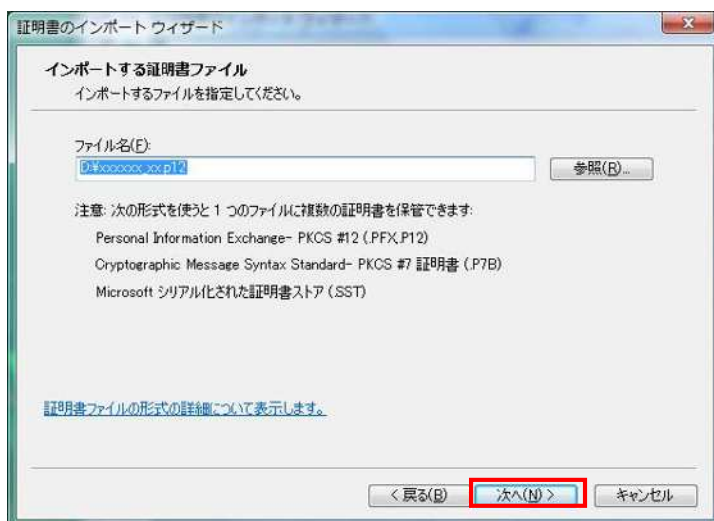 証明書のインポート ウィザード
インポートする証明書ファイル
インポートするファイルを指定してください。
ファイル名(F):
D:¥xxxxxx_xx.p12
参照(R)...
注意: 次の形式を使うと 1 つのファイルに複数の証明書を保管できます:
Personal Information Exchange- PKCS #12 (.PFX,.P12)
Cryptographic Message Syntax Standard- PKCS #7 証明書 (.P7B)
Microsoft シリアル化された証明書ストア (.SST)
証明書ファイルの形式の詳細について表示します。
< 戻る(B) 次へ(N) > キャンセル